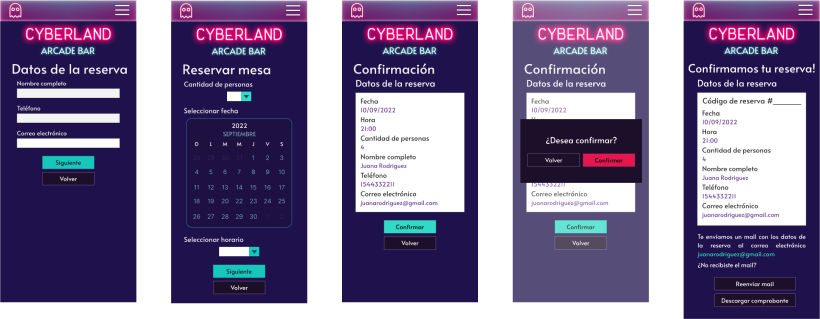 CYBERLAND
ARCADE BAR
Datos de la reserva
Nombre completo
Teléfono
Correo electrónico
Siguiente
Volver
CYBERLAND
ARCADE BAR
Reservar mesa
Cantidad de personas
Seleccionar fecha
2022
SEPTIEMBRE
D L M M J V S
1 2 3
4 5 6 7 8 9 10
11 12 13 14 15 16 17
18 19 20 21 22 23 24
26 27 28 29 30
Seleccionar horario
Siguiente
Volver
CYBERLAND
ARCADE BAR
Confirmación
Datos de la reserva
Fecha
10/09/2022
Hora
21:00
Cantidad de personas
4
Nombre completo
Juana Rodriguez
Teléfono
1544332211
Correo electrónico
juanarodriguez@gmail.com
Confirmar
Volver
CYBERLAND
ARCADE BAR
Confirmación
Datos de la reserva
Fecha
10/09/2022
Hora
¿Desea confirmar?
Volver Confirmar
1544332211
Correo electrónico
juanarodriguez@gmail.com
Confirmar
Volver
CYBERLAND
ARCADE BAR
Confirmamos tu reserva!
Datos de la reserva
Código de reserva #______
Fecha
10/09/2022
Hora
21:00
Cantidad de personas
4
Nombre completo
Juana Rodriguez
Teléfono
1544332211
Correo electrónico
juanarodriguez@gmail.com
Te enviamos un mail con los datos de
la reserva al correo electrónico
juanarodriguez@gmail.com
¿No recibiste el mail?
Reenviar mail
Descargar comprobante